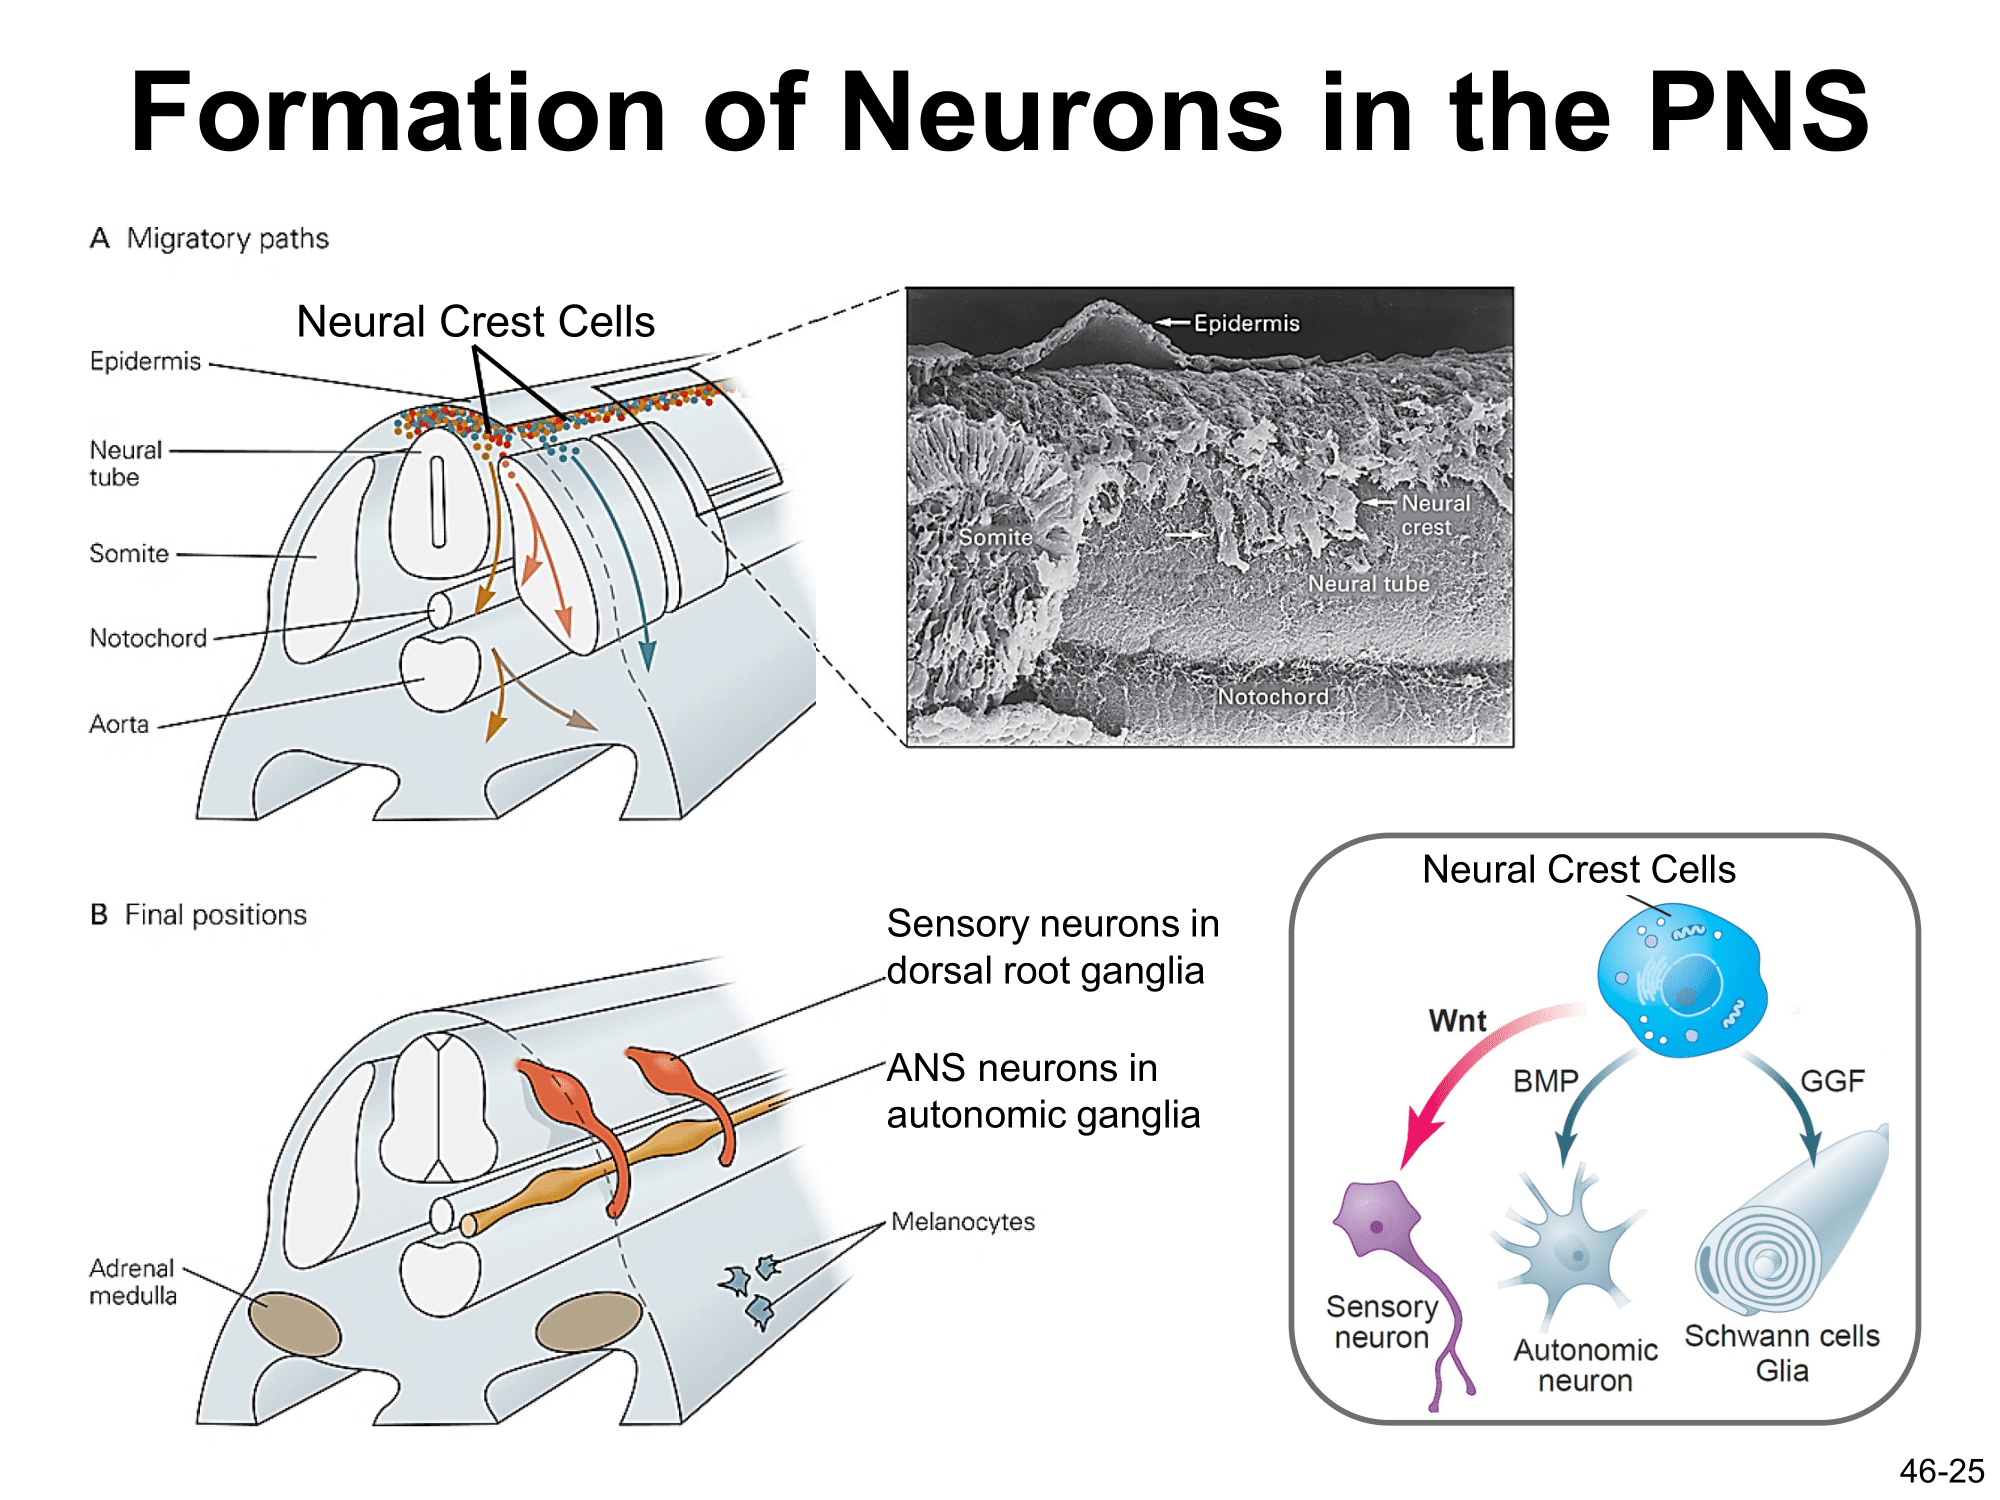 Formation of Neurons in the PNS
A Migratory paths
Neural Crest Cells
Epidermis
Neural
tube
Somite
Notochord
Aorta
Epidermis
Neural
crest
Somite
Neural tube
Notochord
B Final positions
Sensory neurons in
dorsal root ganglia
ANS neurons in
autonomic ganglia
Melanocytes
Adrenal
medulla
Neural Crest Cells
Wnt
BMP
GGF
Sensory
neuron
Autonomic
neuron
Schwann cells
Glia
46-25